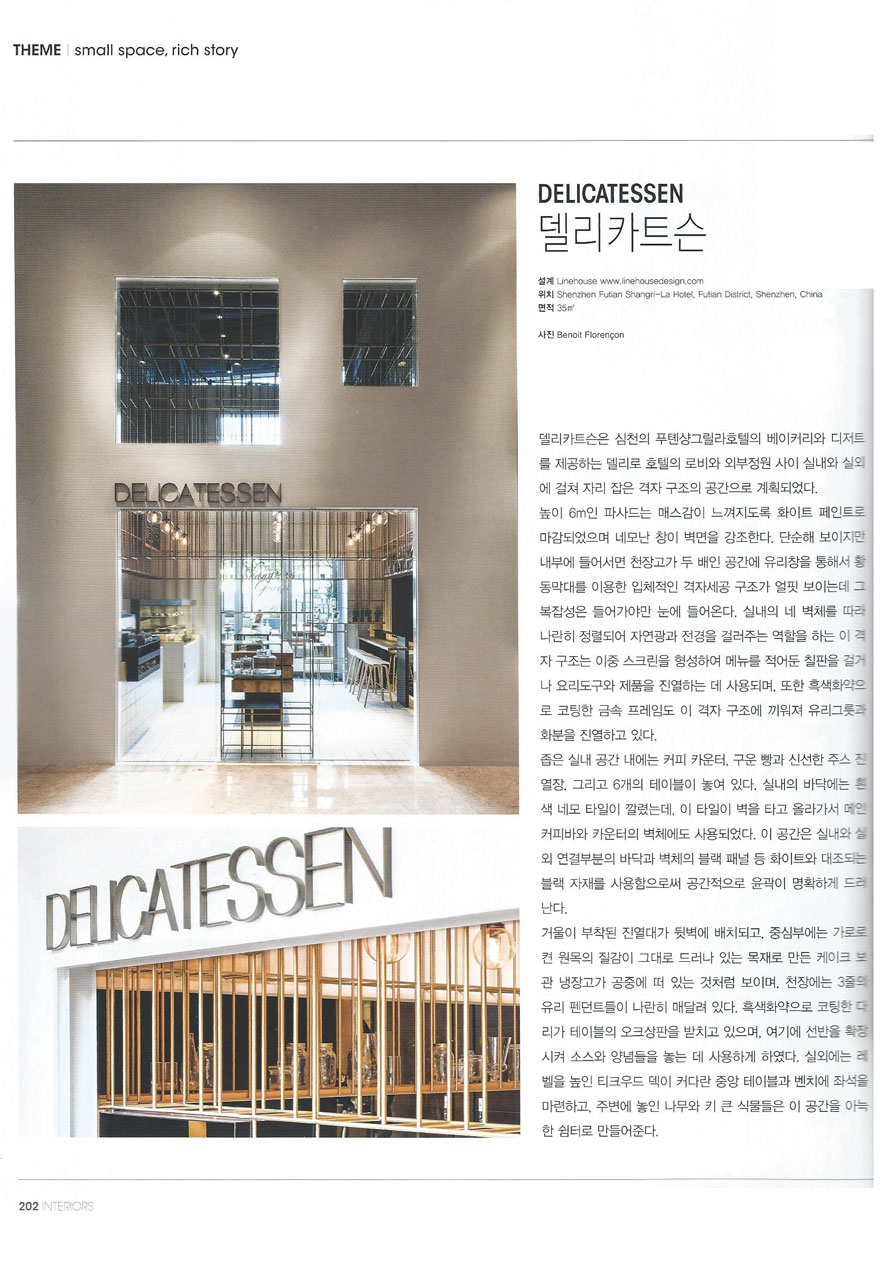 THEME | small space, rich story
DELICATESSEN
델리카트슨
설계 Linehouse www.linehousedesign.com
위치 Shenzhen Futian Shangri-La Hotel, Futian District, Shenzhen, China
면적 35㎡
사진 Benoit Florençon
델리카트슨은 심천의 푸톈샹그릴라호텔의 베이커리와 디저트
를 제공하는 델리로 호텔의 로비와 외부정원 사이 실내와 실외
에 걸쳐 자리 잡은 격자 구조의 공간으로 계획되었다.
높이 6m인 파사드는 매스감이 느껴지도록 화이트 페인트로
마감되었으며 네모난 창이 벽면을 강조한다. 단순해 보이지만
내부에 들어서면 천장고가 두 배인 공간에 유리창을 통해서 황
동막대를 이용한 입체적인 격자세공 구조가 얼핏 보이는데 그
복잡성은 들어가야만 눈에 들어온다. 실내의 네 벽체를 따라
나란히 정렬되어 자연광과 전경을 걸러주는 역할을 하는 이 격
자 구조는 이중 스크린을 형성하여 메뉴를 적어둔 칠판을 걸거
나 요리도구와 제품을 진열하는 데 사용되며, 또한 흑색화약으
로 코팅한 금속 프레임도 이 격자 구조에 끼워져 유리그릇과
화분을 진열하고 있다.
좁은 실내 공간 내에는 커피 카운터, 구운 빵과 신선한 주스 진
열장, 그리고 6개의 테이블이 놓여 있다. 실내의 바닥에는 흰
색 네모 타일이 깔렸는데, 이 타일이 벽을 타고 올라가서 메인
커피바와 카운터의 벽체에도 사용되었다. 이 공간은 실내와 실
외 연결부분의 바닥과 벽체의 블랙 패널 등 화이트와 대조되는
블랙 자재를 사용함으로써 공간적으로 윤곽이 명확하게 드러
난다.
거울이 부착된 진열대가 뒷벽에 배치되고, 중심부에는 가로로
켠 원목의 질감이 그대로 드러나 있는 목재로 만든 케이크 보
관 냉장고가 공중에 떠 있는 것처럼 보이며, 천장에는 3줄의
유리 펜던트들이 나란히 매달려 있다. 흑색화약으로 코팅한 다
리가 테이블의 오크상판을 받치고 있으며, 여기에 선반을 확장
시켜 소스와 양념들을 놓는 데 사용하게 하였다. 실외에는 레
벨을 높인 티크우드 덱이 커다란 중앙 테이블과 벤치에 좌석을
마련하고, 주변에 놓인 나무와 키 큰 식물들은 이 공간을 아늑
한 쉼터로 만들어준다.
DELICATESSEN
DELICATESSEN
202 INTERIORS